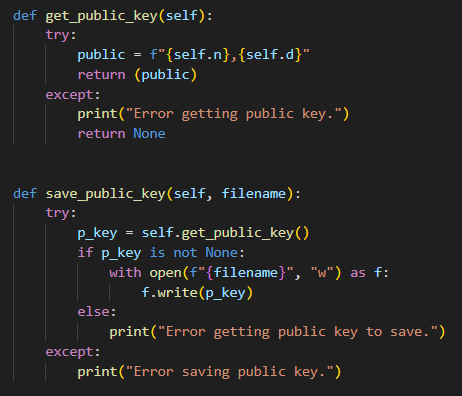 def get_public_key(self):
    try:
        public = f"{self.n},{self.d}"
        return (public)
    except:
        print("Error getting public key.")
        return None
def save_public_key(self, filename):
    try:
        p_key = self.get_public_key()
        if p_key is not None:
            with open(f"{filename}", "w") as f:
                f.write(p_key)
        else:
            print("Error getting public key to save.")
    except:
        print("Error saving public key.")